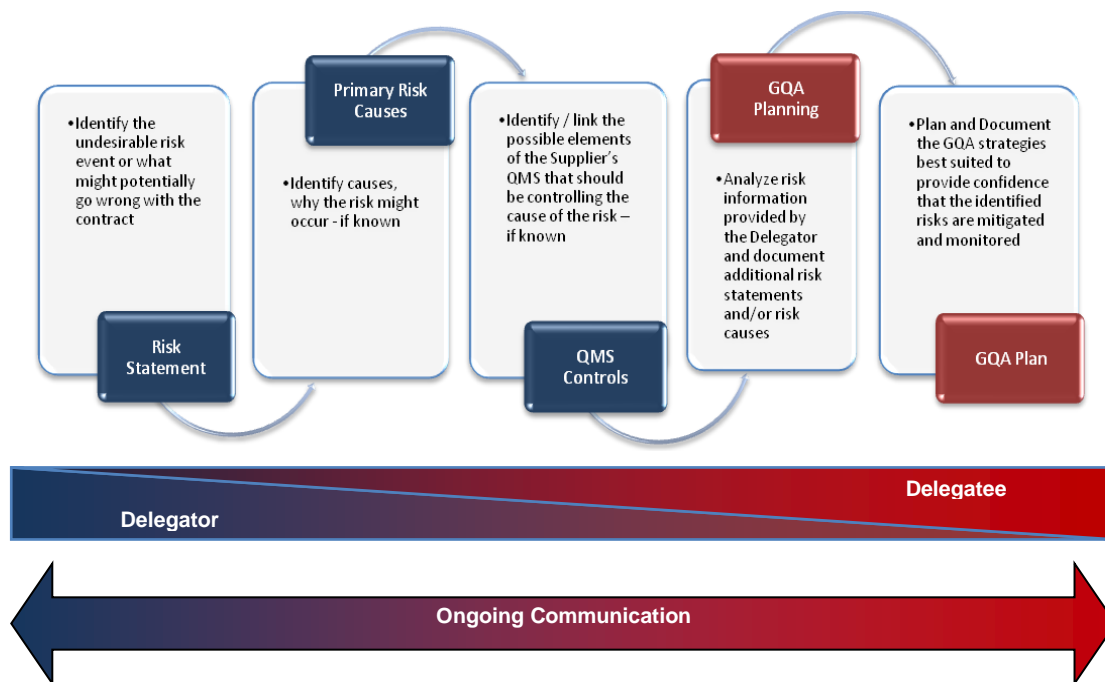 •Identify the
undesirable risk
event or what
might potentially
go wrong with the
contract
Risk
Statement
Primary Risk
Causes
•Identify causes,
why the risk might
occur - if known
•Identify / link the
possible elements
of the Supplier's
QMS that should
be controlling the
cause of the risk –
if known
QMS
Controls
GQA
Planning
•Analyze risk
information
provided by
the Delegator
and document
additional risk
statements
and/or risk
causes
•Plan and Document
the GQA strategies
best suited to
provide confidence
that the identified
risks are mitigated
and monitored
GQA Plan
Delegatee
Delegator
Ongoing Communication